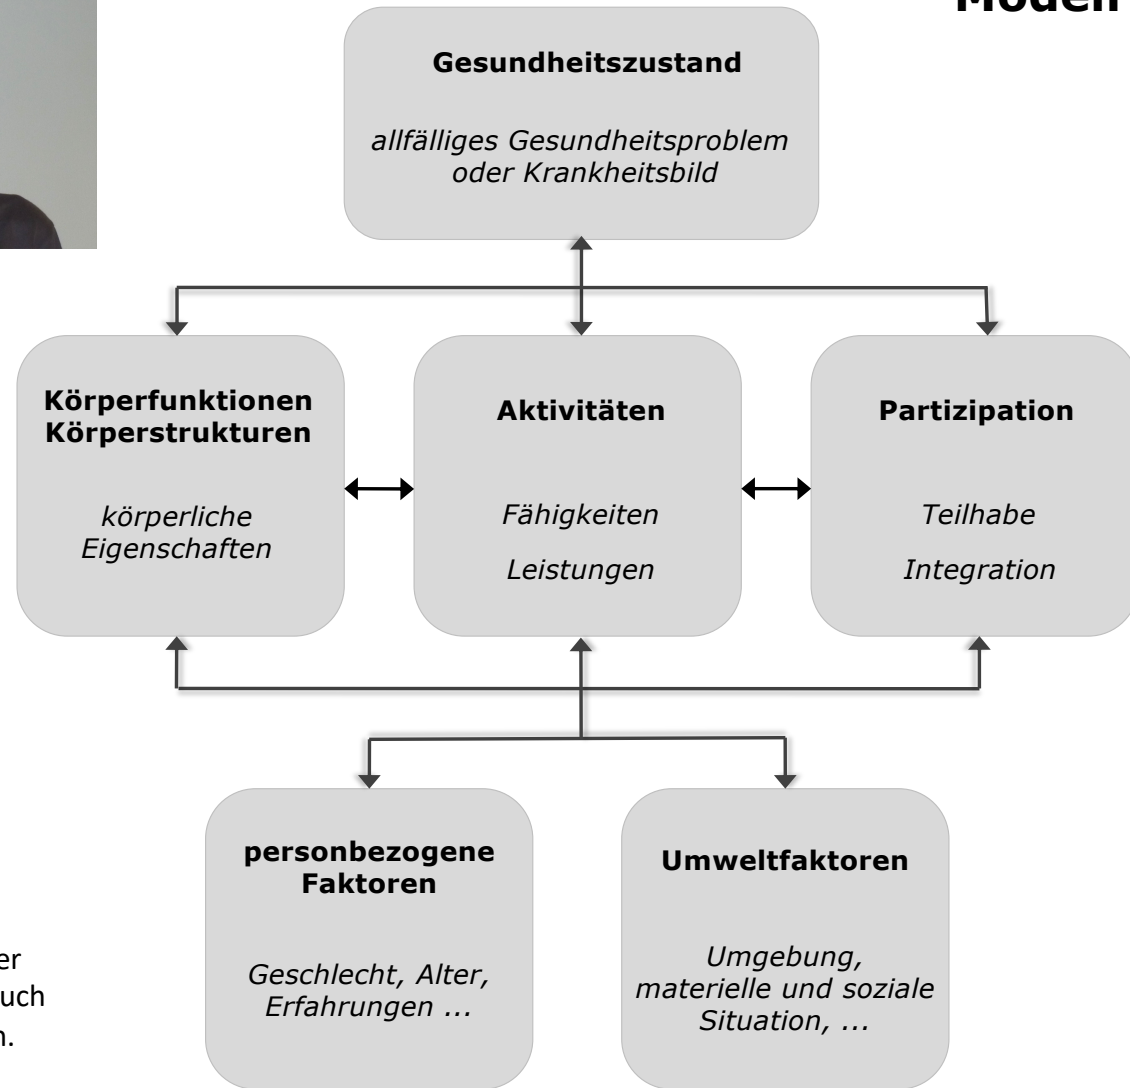 Gesundheitszustand
allfälliges Gesundheitsproblem
oder Krankheitsbild
Körperfunktionen
Körperstrukturen
körperliche
Eigenschaften
Aktivitäten
Fähigkeiten
Leistungen
Partizipation
Teilhabe
Integration
personbezogene
Faktoren
Geschlecht, Alter,
Erfahrungen ...
Umweltfaktoren
Umgebung,
materielle und soziale
Situation, ...